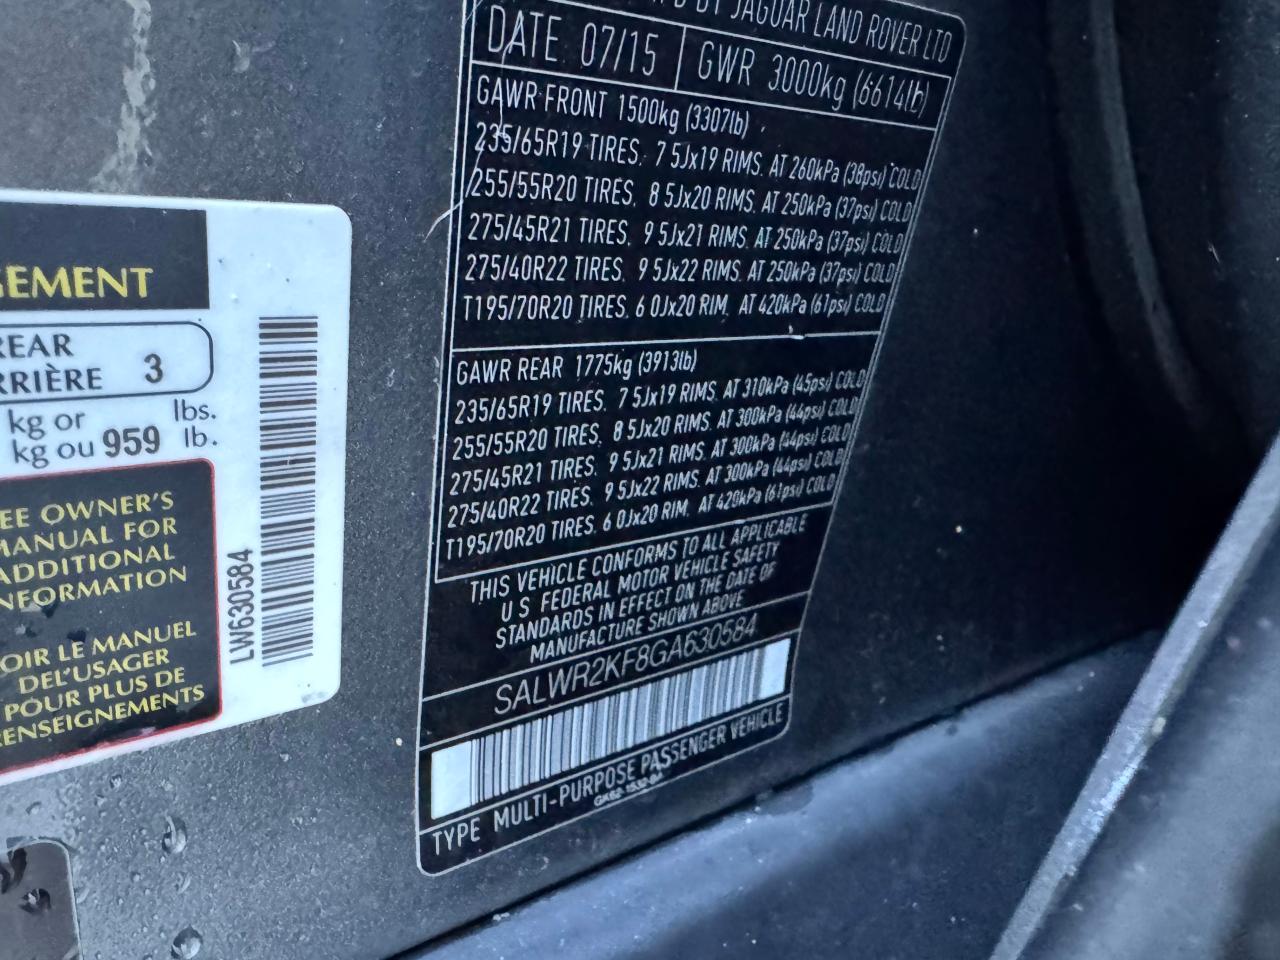 GEMENT
REAR
RRIÈRE 3
kg or lbs.
kg ou 959 lb.
EE OWNER'S
MANUAL FOR
ADDITIONAL
NFORMATION
OIR LE MANUEL
DEL'USAGER
POUR PLUS DE
ENSEIGNEMENTS
LW630584
BY JAGUAR LAND ROVER LTD
DATE 07/15 GWR 3000kg (6614lb)
GAWR FRONT 1500kg (3307lb)
235/65R19 TIRES, 7 5Jx19 RIMS, AT 260kPa (38psi) COLD
255/55R20 TIRES, 8 5Jx20 RIMS, AT 250kPa (37psi) COLD
275/45R21 TIRES, 9 5Jx21 RIMS, AT 250kPa (37psi) COLD
275/40R22 TIRES, 9 5Jx22 RIMS, AT 250kPa (37psi) COLD
T195/70R20 TIRES, 6 0Jx20 RIM, AT 420kPa (61psi) COLD
GAWR REAR 1775kg (3913lb)
235/65R19 TIRES, 7 5Jx19 RIMS, AT 310kPa (45psi) COLD
255/55R20 TIRES, 8 5Jx20 RIMS, AT 300kPa (44psi) COLD
275/45R21 TIRES, 9 5Jx21 RIMS, AT 300kPa (44psi) COLD
275/40R22 TIRES, 9 5Jx22 RIMS, AT 300kPa (44psi) COLD
T195/70R20 TIRES, 6 0Jx20 RIM, AT 420kPa (61psi) COLD
THIS VEHICLE CONFORMS TO ALL APPLICABLE
U S FEDERAL MOTOR VEHICLE SAFETY
STANDARDS IN EFFECT ON THE DATE OF
MANUFACTURE SHOWN ABOVE
SALWR2KF8GA630584
TYPE MULTI-PURPOSE PASSENGER VEHICLE